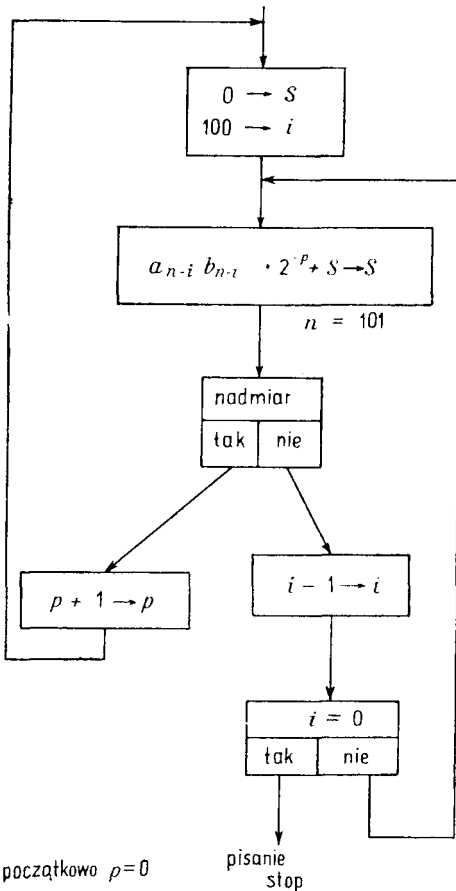 0 → S
100 → i
a_{n-i} b_{n-i} · 2^{-p} + S → S
n = 101
nadmiar
tak nie
p + 1 → p
i - 1 → i
i = 0
tak nie
początkowo p=0
pisanie
stop